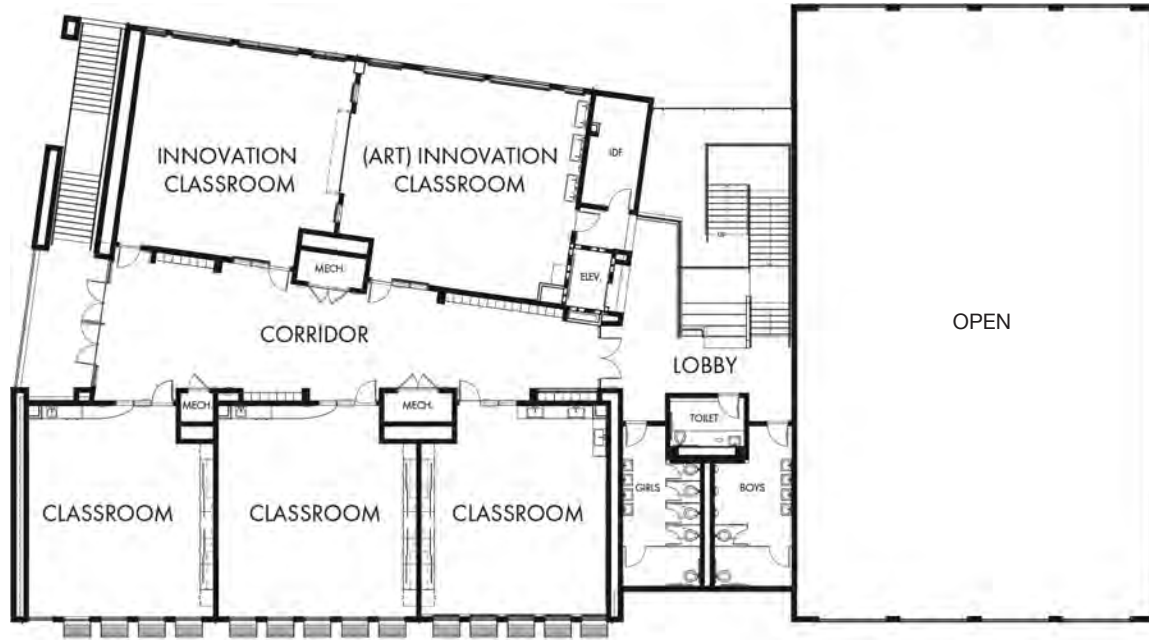 INNOVATION
CLASSROOM
(ART) INNOVATION
CLASSROOM
IDF
MECH.
ELEV.
CORRIDOR
OPEN
LOBBY
MECH.
MECH.
TOILET
GIRLS
BOYS
CLASSROOM
CLASSROOM
CLASSROOM